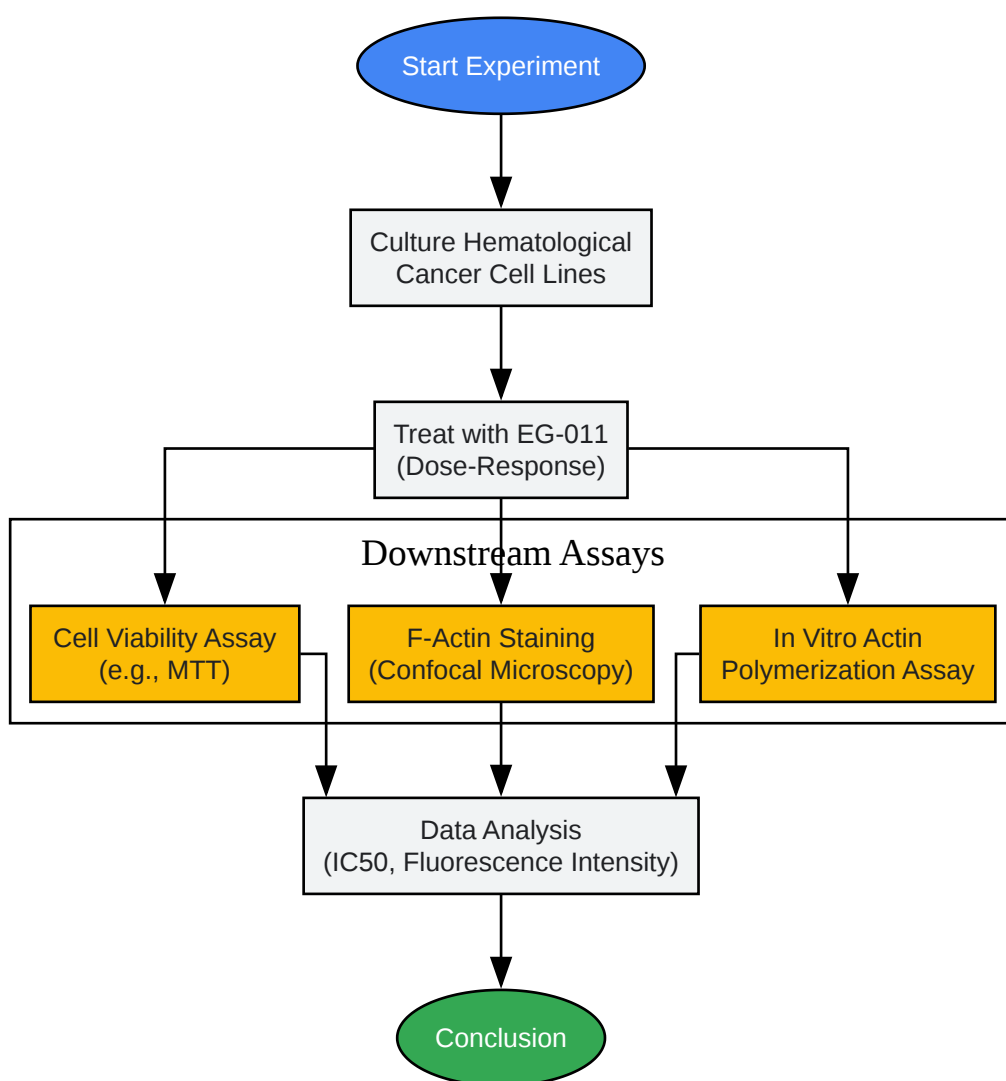 Start Experiment
Culture Hematological
Cancer Cell Lines
Treat with EG-011
(Dose-Response)
Downstream Assays
Cell Viability Assay
(e.g., MTT)
F-Actin Staining
(Confocal Microscopy)
In Vitro Actin
Polymerization Assay
Data Analysis
(IC50, Fluorescence Intensity)
Conclusion